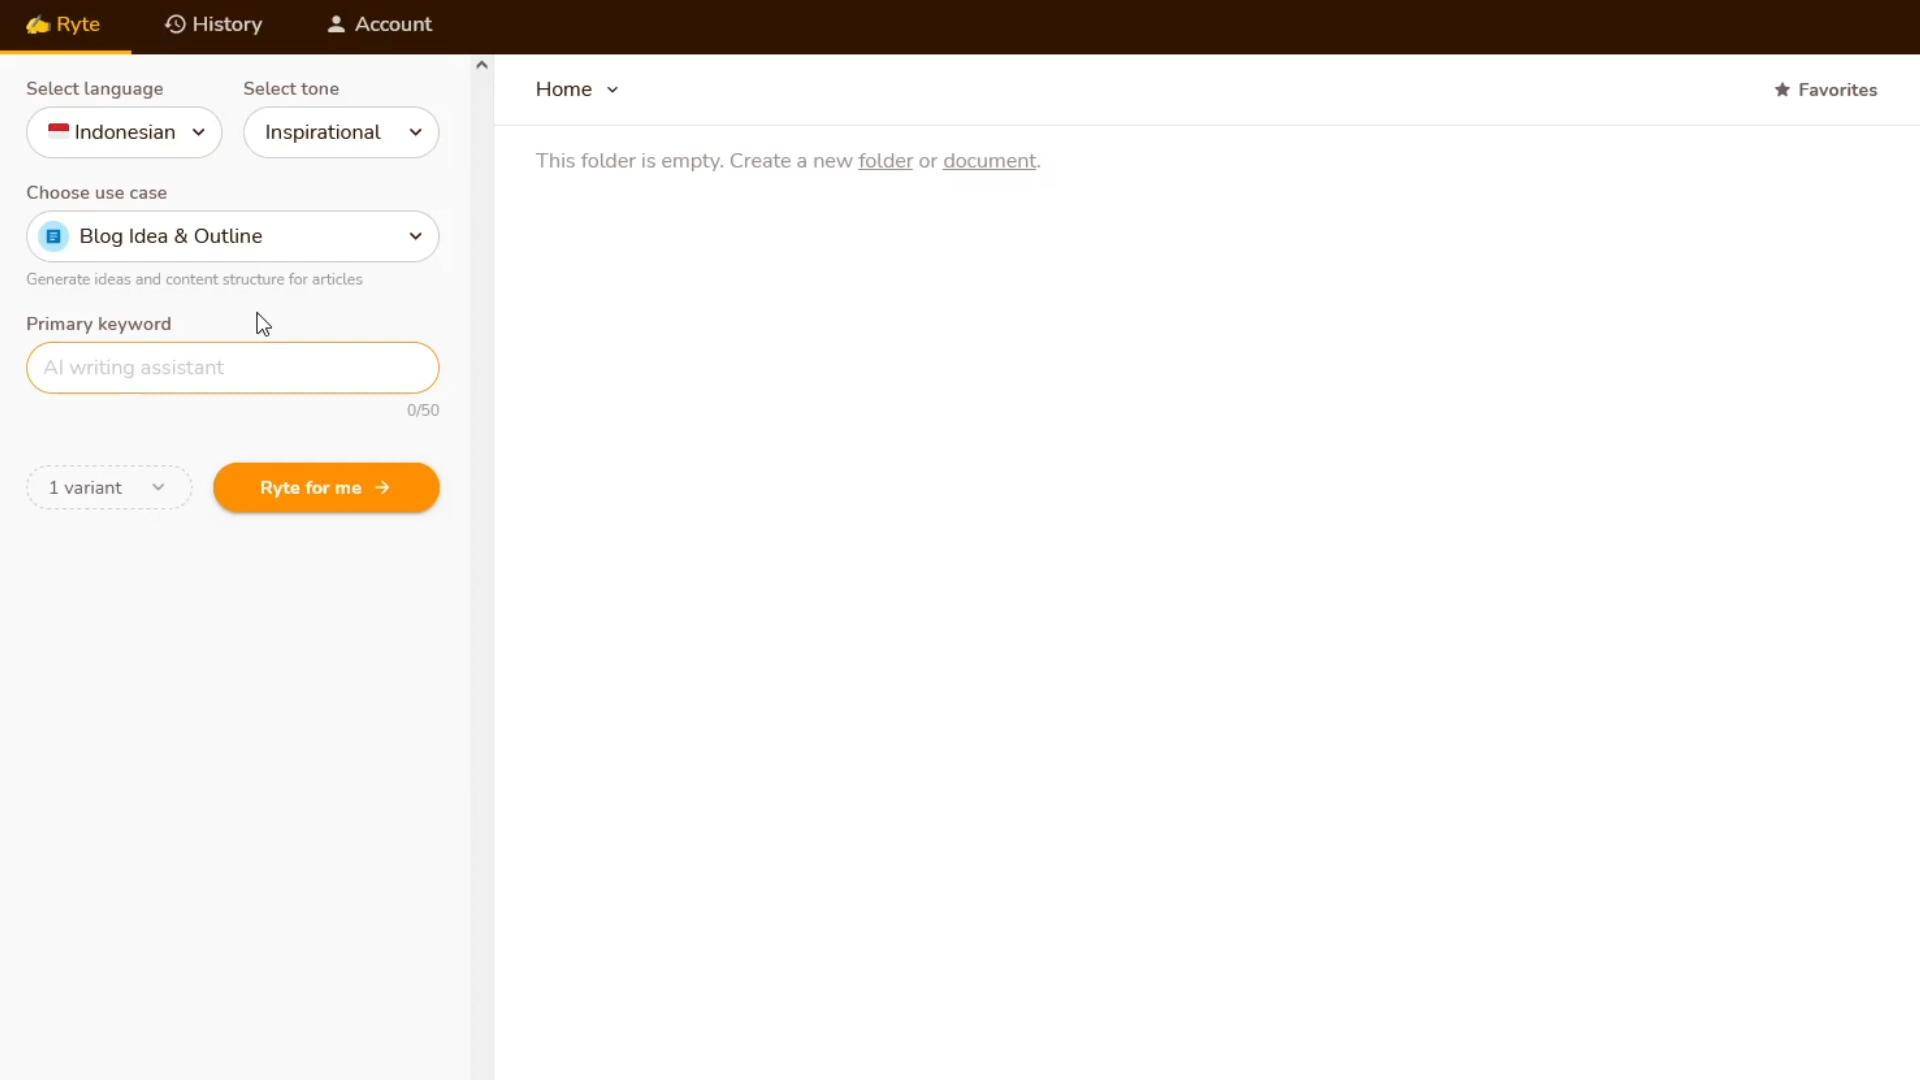 Ryte
History
Account
Select language
Select tone
Indonesian
Inspirational
Choose use case
Blog Idea & Outline
Generate ideas and content structure for articles
Primary keyword
AI writing assistant
0/50
1 variant
Ryte for me →
Home
Favorites
This folder is empty. Create a new folder or document.